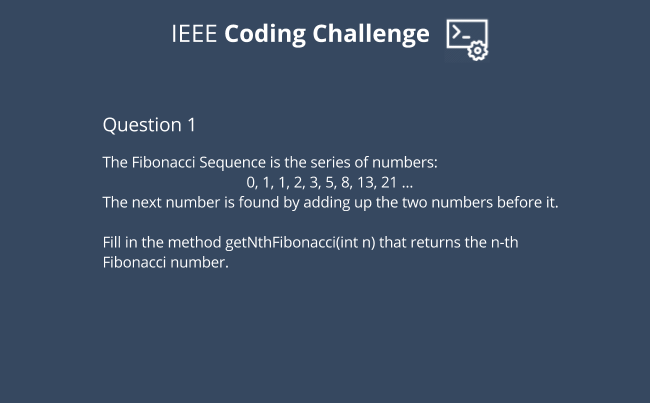 IEEE Coding Challenge
Question 1
The Fibonacci Sequence is the series of numbers:
0, 1, 1, 2, 3, 5, 8, 13, 21 ...
The next number is found by adding up the two numbers before it.
Fill in the method getNthFibonacci(int n) that returns the n-th
Fibonacci number.